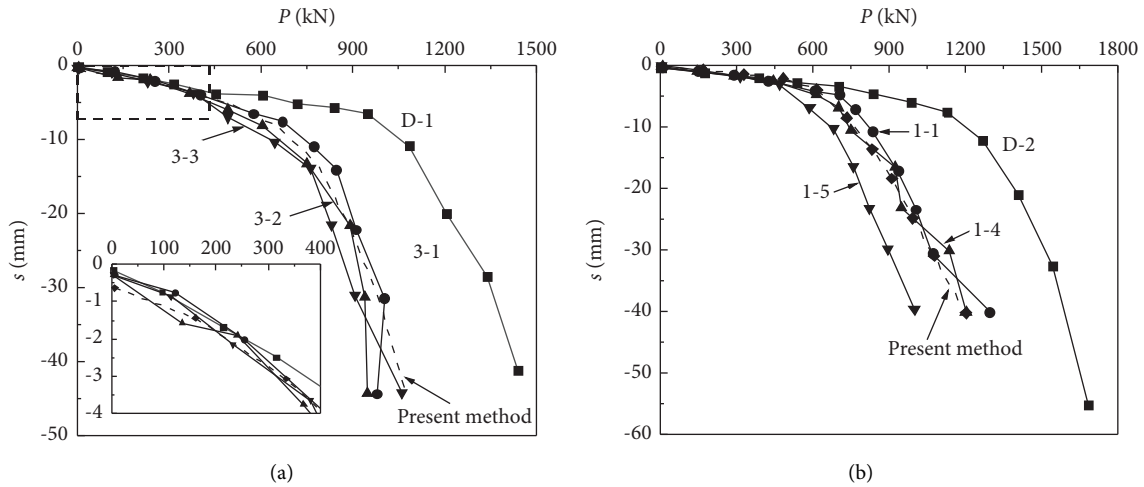 P (kN)
0 300 600 900 1200 1500
0
-10
-20
-30
-40
-50
s (mm)
D-1
3-3
3-2
3-1
Present method
0 100 200 300 400
0
-1
-2
-3
-4
(a)
P (kN)
0 300 600 900 1200 1500 1800
0
-10
-20
-30
-40
-50
-60
s (mm)
1-1
D-2
1-5
1-4
Present method
(b)